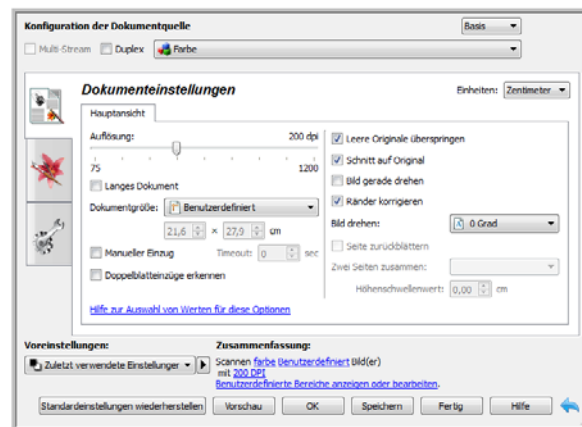 Konfiguration der Dokumentquelle
Basis
Multi-Stream
Duplex
Farbe
Dokumenteinstellungen
Einheiten: Zentimeter
Hauptansicht
Auflösung: 200 dpi
75 1200
Langes Dokument
Dokumentgröße: Benutzerdefiniert
21,6 × 27,9 cm
Manueller Einzug Timeout: 0 sec
Doppelblatteinzüge erkennen
Hilfe zur Auswahl von Werten für diese Optionen
Leere Originale überspringen
Schnitt auf Original
Bild gerade drehen
Ränder korrigieren
Bild drehen: 0 Grad
Seite zurückblättern
Zwei Seiten zusammen:
Höhenschwellenwert: 0,00 cm
Voreinstellungen:
Zuletzt verwendete Einstellunger
Zusammenfassung:
Scannen farbe Benutzerdefiniert Bild(er)
mit 200 DPI
Benutzerdefinierte Bereiche anzeigen oder bearbeiten.
Standardeinstellungen wiederherstellen
Vorschau
OK
Speichern
Fertig
Hilfe